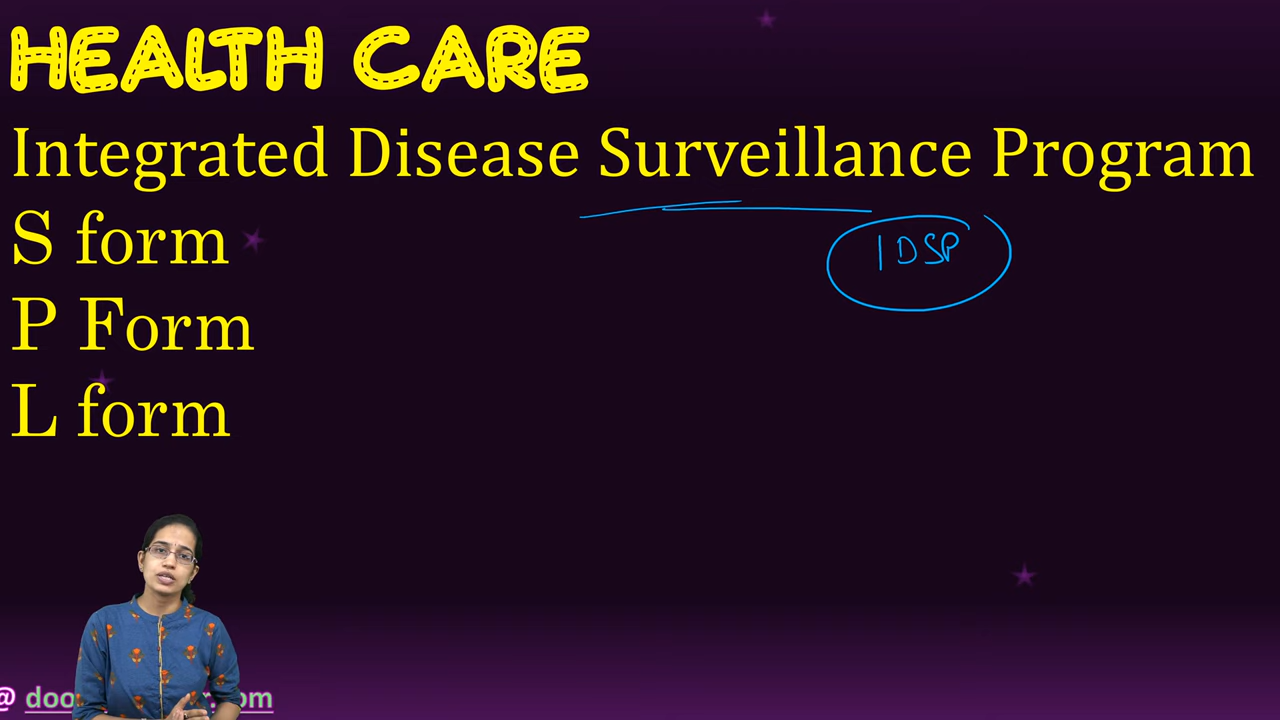 HEALTH CARE
Integrated Disease Surveillance Program
IDSP
S form
P Form
L form
@